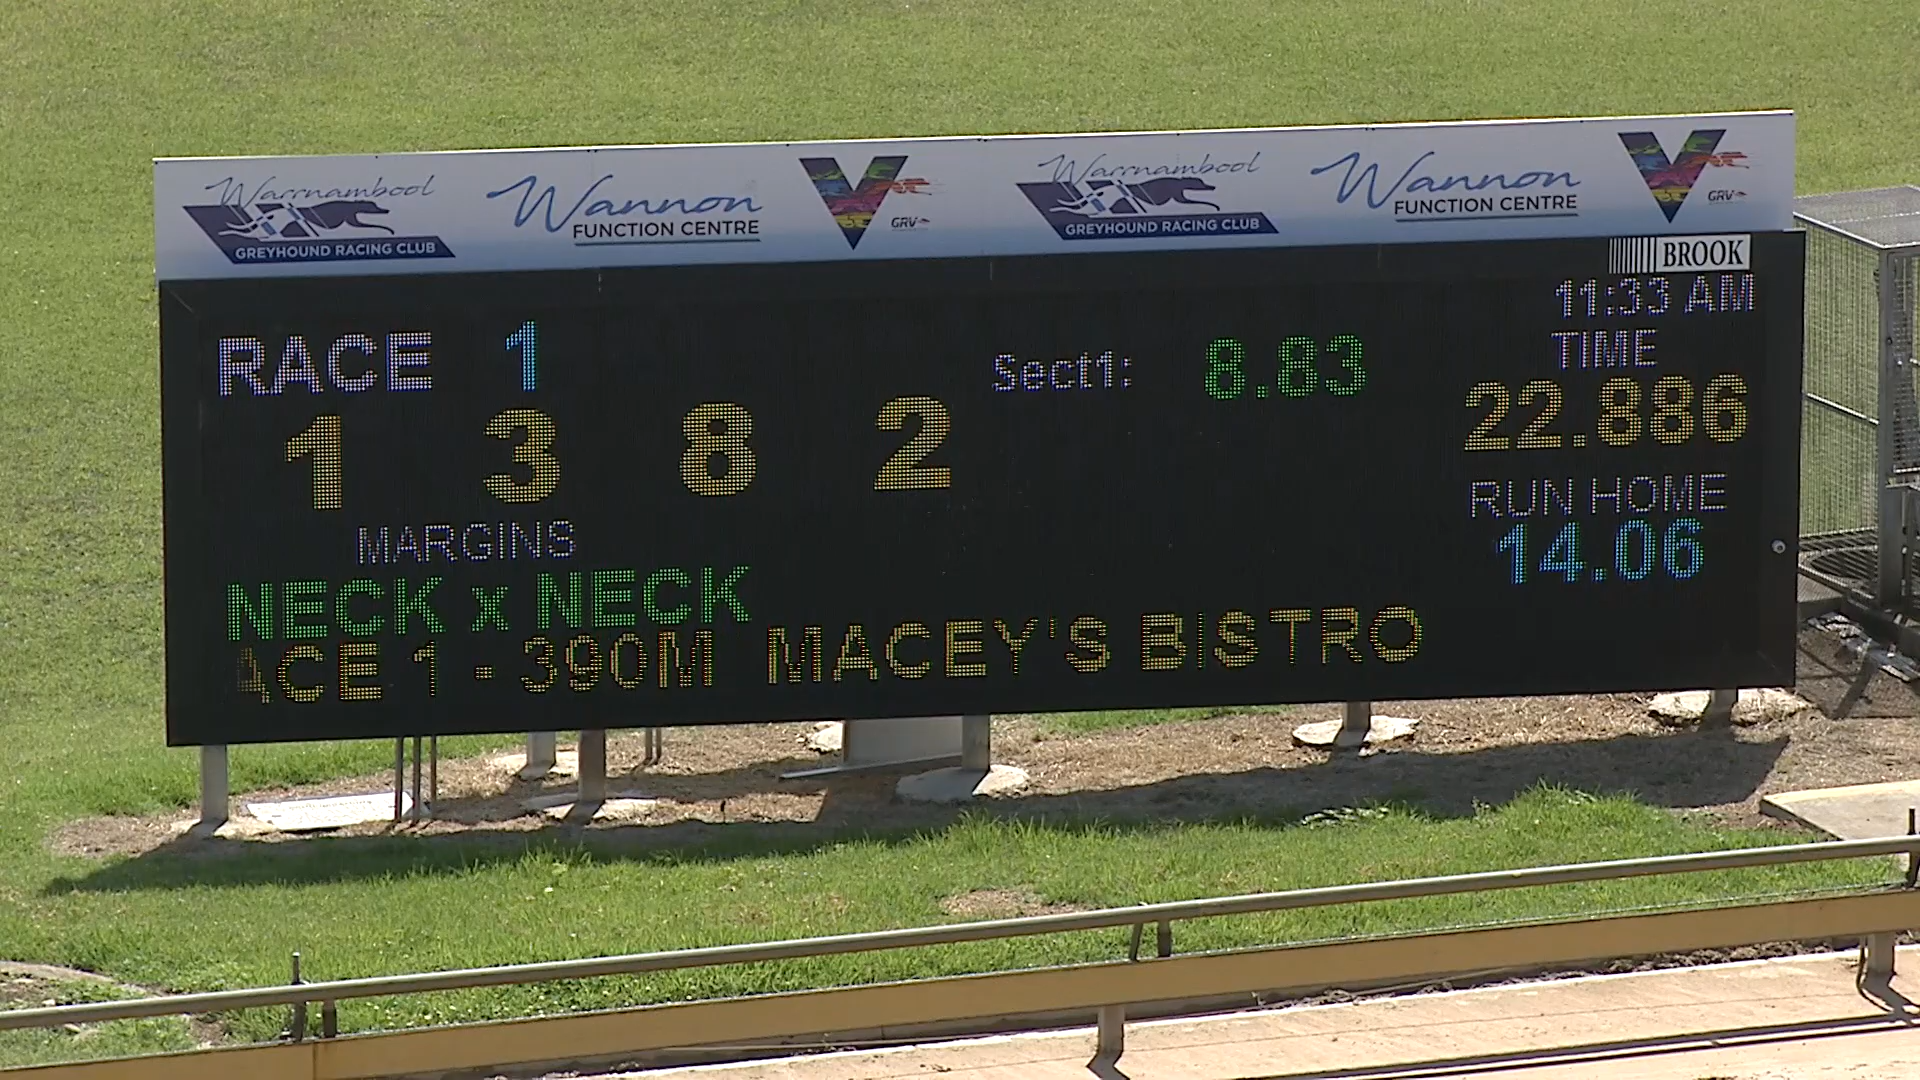 Warrnambool Wannon V Warrnambool Wannon V
GREYHOUND RACING CLUB FUNCTION CENTRE GRV GREYHOUND RACING CLUB FUNCTION CENTRE GRV
BROOK
11:33 AM
RACE 1 Sect1: 8.83 TIME
1 3 8 2 22.886
MARGINS RUN HOME
NECK x NECK 14.06
ACE 1 - 390M MACEY'S BISTRO